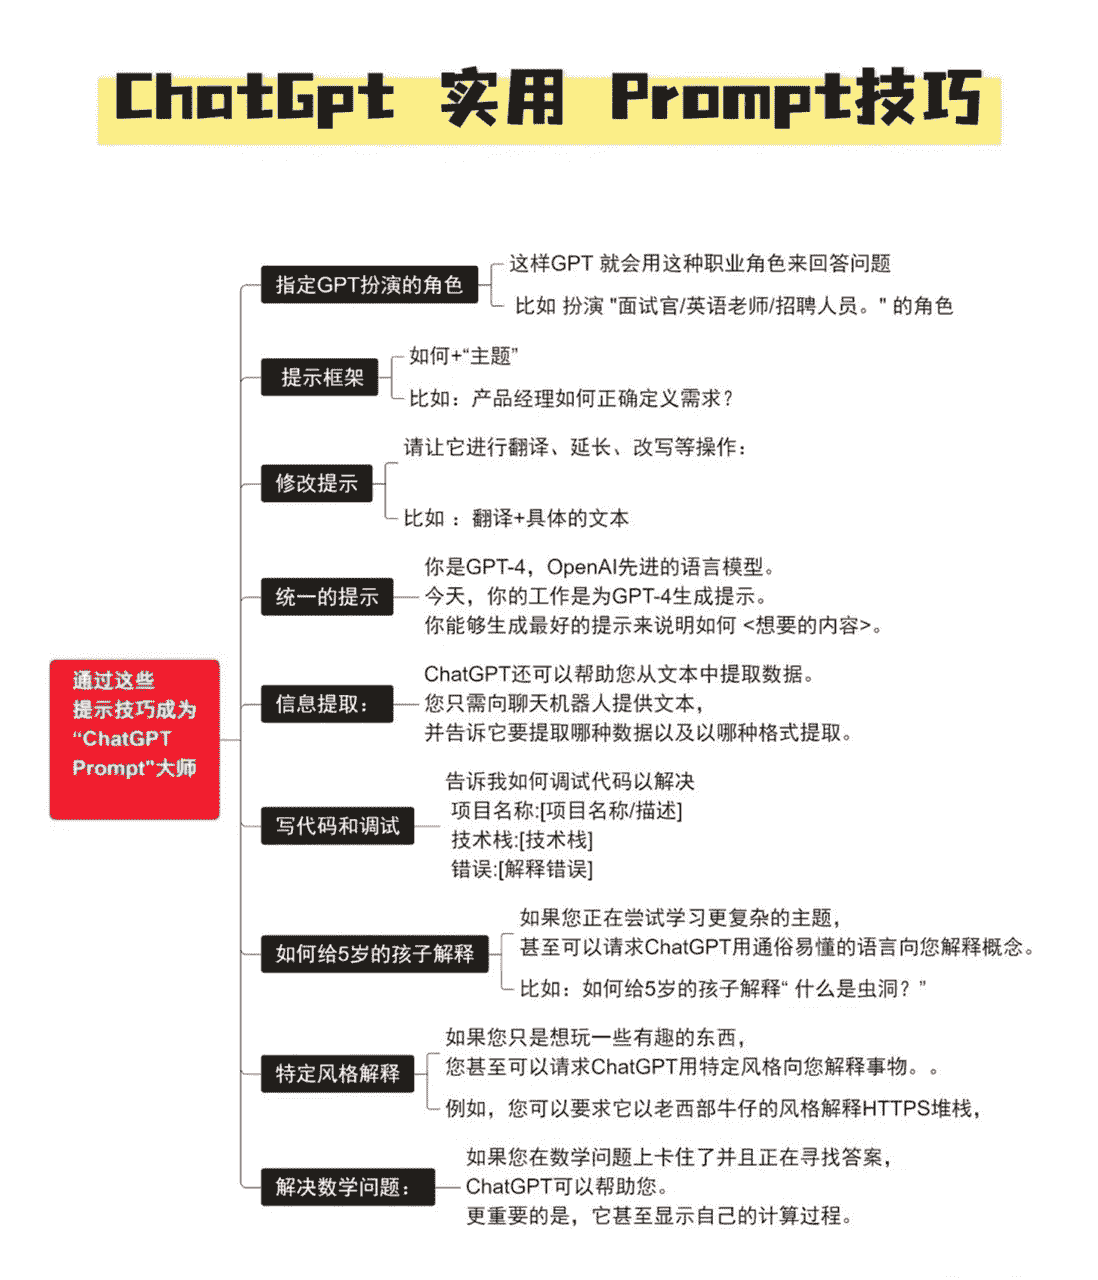 ChatGpt 实用 Prompt技巧
指定GPT扮演的角色
这样GPT 就会用这种职业角色来回答问题
比如 扮演 "面试官/英语老师/招聘人员。" 的角色
提示框架
如何+“主题”
比如：产品经理如何正确定义需求？
修改提示
请让它进行翻译、延长、改写等操作：
比如 ：翻译+具体的文本
统一的提示
你是GPT-4，OpenAI先进的语言模型。
今天，你的工作是为GPT-4生成提示。
你能够生成最好的提示来说明如何 <想要的内容>。
通过这些
提示技巧成为
“ChatGPT
Prompt"大师
信息提取：
ChatGPT还可以帮助您从文本中提取数据。
您只需向聊天机器人提供文本，
并告诉它要提取哪种数据以及以哪种格式提取。
写代码和调试
告诉我如何调试代码以解决
项目名称:[项目名称/描述]
技术栈:[技术栈]
错误:[解释错误]
如何给5岁的孩子解释
如果您正在尝试学习更复杂的主题，
甚至可以请求ChatGPT用通俗易懂的语言向您解释概念。
比如：如何给5岁的孩子解释“ 什么是虫洞？”
特定风格解释
如果您只是想玩一些有趣的东西，
您甚至可以请求ChatGPT用特定风格向您解释事物。。
例如，您可以要求它以老西部牛仔的风格解释HTTPS堆栈，
解决数学问题：
如果您在数学问题上卡住了并且正在寻找答案，
ChatGPT可以帮助您。
更重要的是，它甚至显示自己的计算过程。